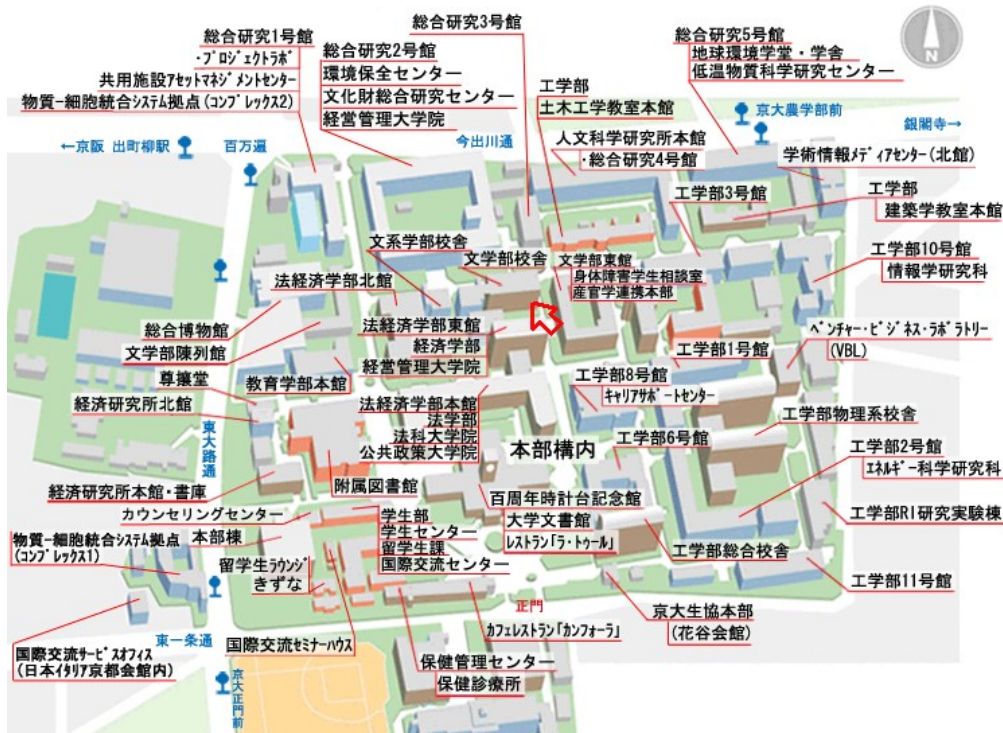 総合研究3号館
総合研究1号館
・プロジェクトラボ
共用施設アセットマネジメントセンター
物質-細胞統合システム拠点(コンプレックス2)
総合研究2号館
環境保全センター
文化財総合研究センター
経営管理大学院
総合研究5号館
地球環境学堂・学舎
低温物質科学研究センター
N
工学部
土木工学教室本館
京大農学部前
銀閣寺→
←京阪 出町柳駅
百万遍
今出川通
人文科学研究所本館
・総合研究4号館
学術情報メディアセンター(北館)
工学部3号館
工学部
建築学教室本館
文系学部校舎
文学部校舎
文学部東館
身体障害学生相談室
産官学連携本部
工学部10号館
情報学研究科
法経済学部北館
総合博物館
文学部陳列館
法経済学部東館
経済学部
経営管理大学院
ベンチャー・ビジネス・ラボラトリー
(VBL)
工学部1号館
尊攘堂
教育学部本館
工学部8号館
キャリアサポートセンター
経済研究所北館
法経済学部本館
法学部
法科大学院
公共政策大学院
工学部物理系校舎
東大路通
本部構内
工学部6号館
工学部2号館
エネルギー科学研究科
経済研究所本館・書庫
附属図書館
百周年時計台記念館
大学文書館
レストラン「ラ・トゥール」
カウンセリングセンター
学生部
学生センター
留学生課
国際交流センター
工学部RI研究実験棟
物質-細胞統合システム拠点
(コンプレックス1)
本部棟
工学部総合校舎
留学生ラウンジ
きずな
工学部11号館
正門
京大生協本部
(花谷会館)
東一条通
国際交流セミナーハウス
カフェレストラン「カンフォーラ」
国際交流サービスオフィス
(日本イタリア京都会館内)
保健管理センター
保健診療所
京大正門前